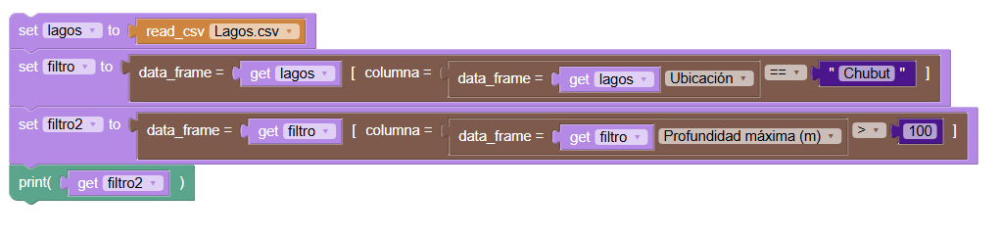 set lagos to read_csv Lagos.csv
set filtro to data_frame = get lagos [ columna = data_frame = get lagos Ubicación == " Chubut " ]
set filtro2 to data_frame = get filtro [ columna = data_frame = get filtro Profundidad máxima (m) > 100 ]
print( get filtro2 )